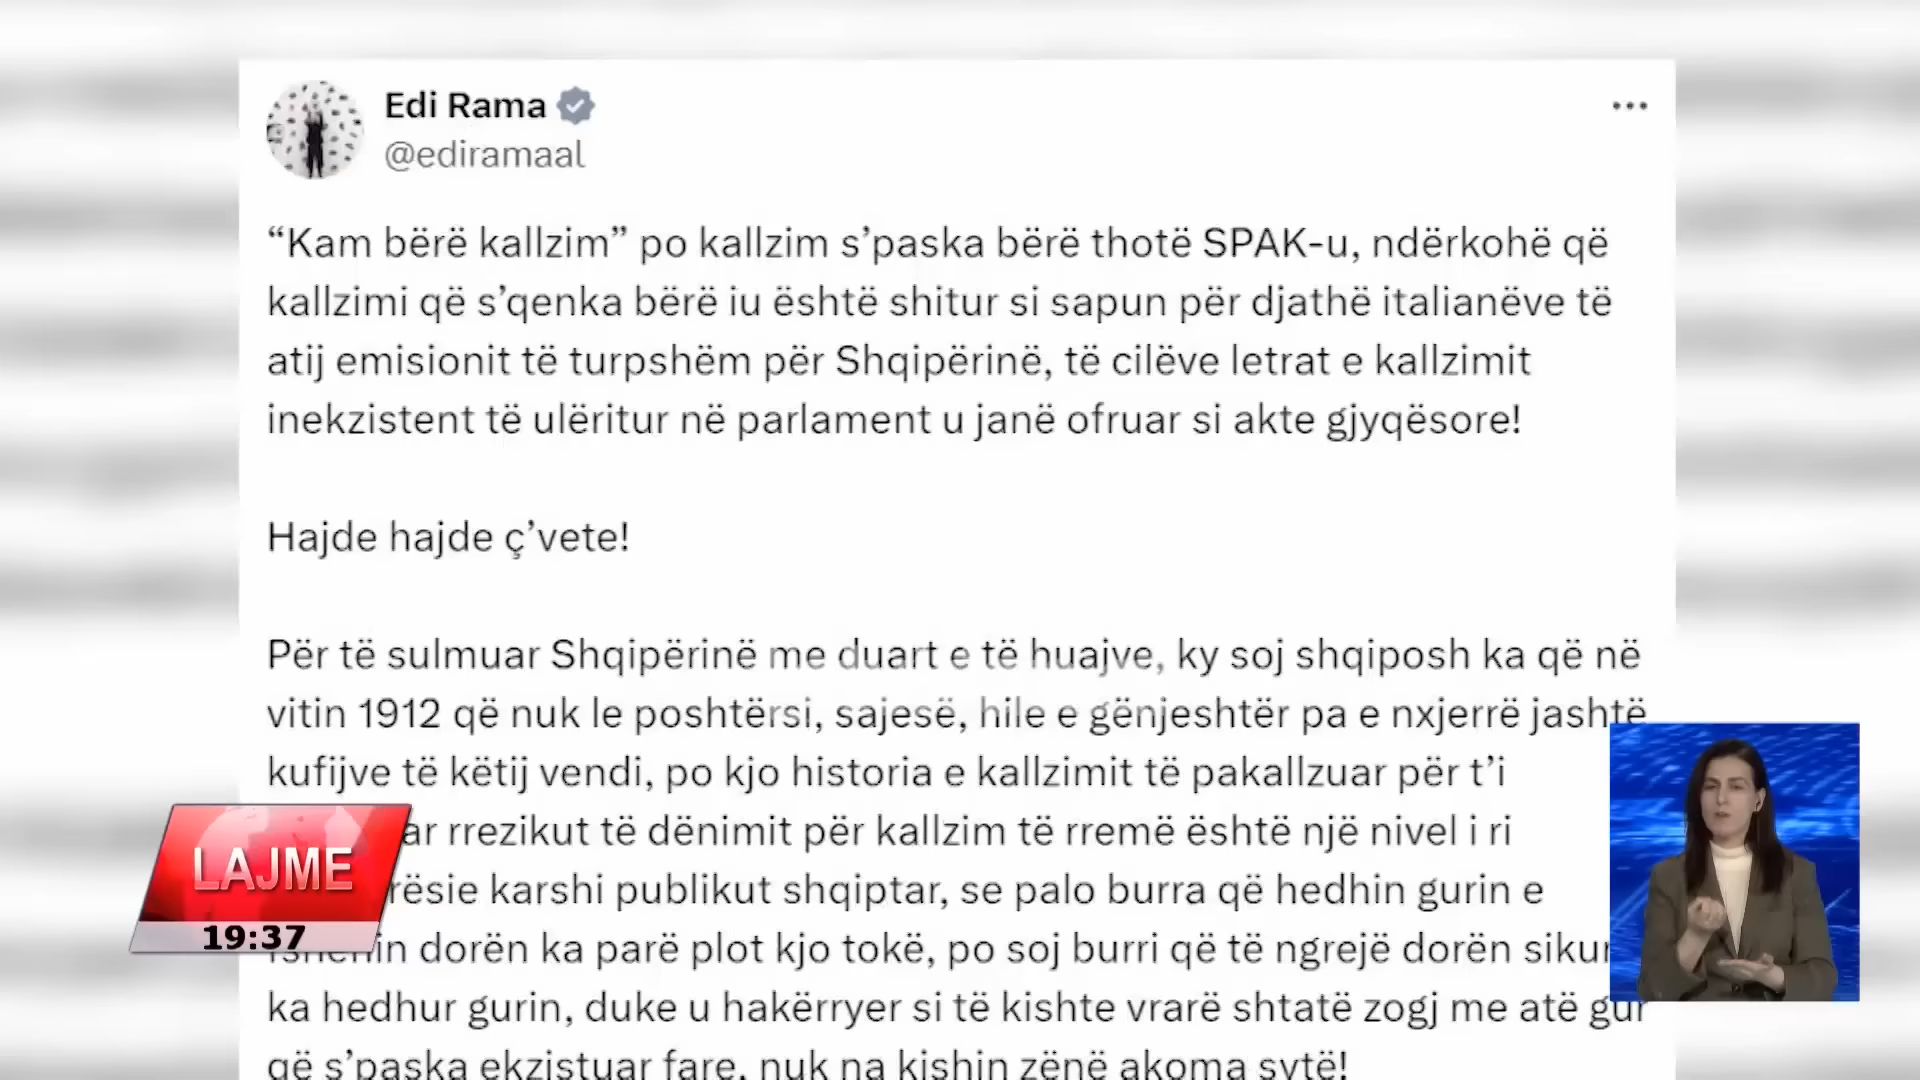 Edi Rama
@ediramaal
“Kam bërë kallzim” po kallzim s’paska bërë thotë SPAK-u, ndërkohë që
kallzimi që s’qenka bërë iu është shitur si sapun për djathë italianëve të
atij emisionit të turpshëm për Shqipërinë, të cilëve letrat e kallzimit
inekzistent të ulëritur në parlament u janë ofruar si akte gjyqësore!
Hajde hajde ç’vete!
Për të sulmuar Shqipërinë me duart e të huajve, ky soj shqiposh ka që në
vitin 1912 që nuk le poshtërsi, sajesë, hile e gënjeshtër pa e nxjerrë jashtë
kufijve të këtij vendi, po kjo historia e kallzimit të pakallzuar për t’i
rrezikut të dënimit për kallzim të rremë është një nivel i ri
karshi publikut shqiptar, se palo burra që hedhin gurin e
dorën ka parë plot kjo tokë, po soj burri që të ngrejë dorën sikur
ka hedhur gurin, duke u hakërryer si të kishte vrarë shtatë zogj me atë gur
që s’paska ekzistuar fare, nuk na kishin zënë akoma sytë!
LAJME
19:37